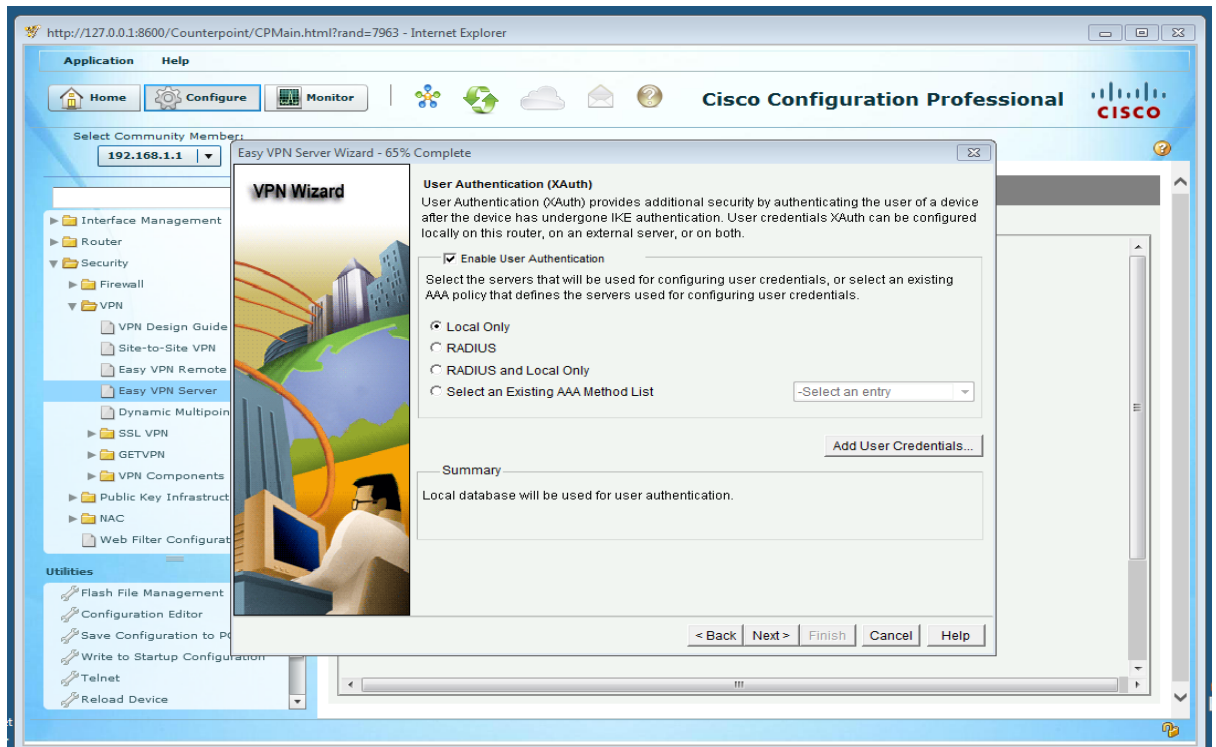 http://127.0.0.1:8600/Counterpoint/CPMain.html?rand=7963 - Internet Explorer
Application Help
Home Configure Monitor
Cisco Configuration Professional
CISCO
Select Community Member:
192.168.1.1
Easy VPN Server Wizard - 65% Complete
VPN Wizard
User Authentication (XAuth)
User Authentication (XAuth) provides additional security by authenticating the user of a device
after the device has undergone IKE authentication. User credentials XAuth can be configured
locally on this router, on an external server, or on both.
Enable User Authentication
Select the servers that will be used for configuring user credentials, or select an existing
AAA policy that defines the servers used for configuring user credentials.
Local Only
RADIUS
RADIUS and Local Only
Select an Existing AAA Method List
-Select an entry
Add User Credentials...
Summary
Local database will be used for user authentication.
< Back Next > Finish Cancel Help
Interface Management
Router
Security
Firewall
VPN
VPN Design Guide
Site-to-Site VPN
Easy VPN Remote
Easy VPN Server
Dynamic Multipoin
SSL VPN
GETVPN
VPN Components
Public Key Infrastruct
NAC
Web Filter Configurat
Utilities
Flash File Management
Configuration Editor
Save Configuration to PC
Write to Startup Configuration
Telnet
Reload Device